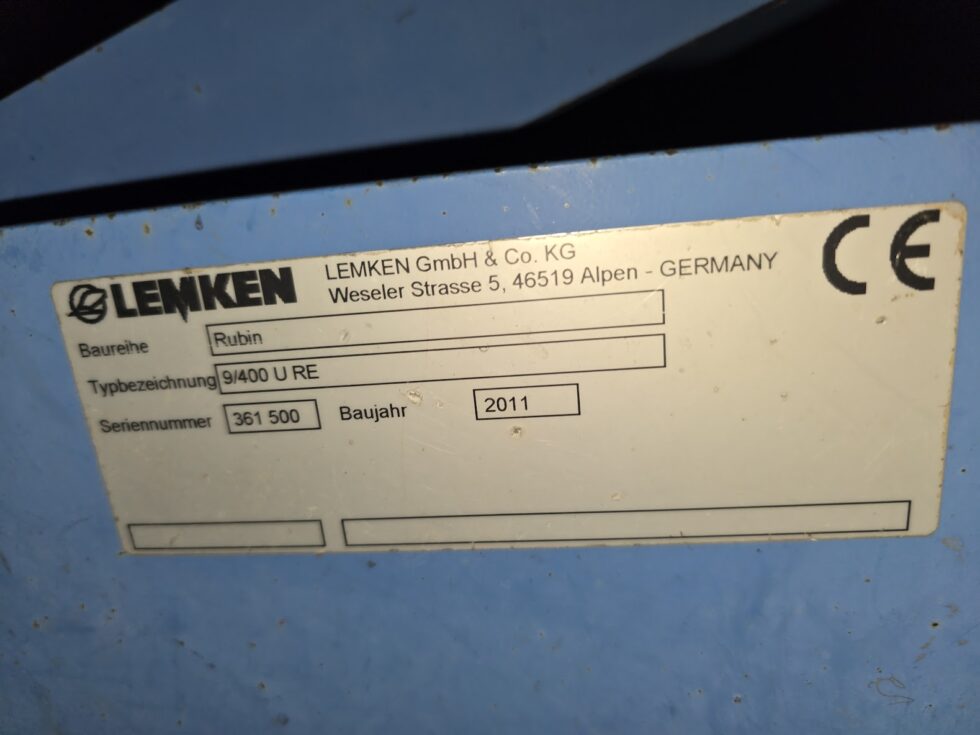 LEMKEN
LEMKEN GmbH & Co. KG
Weseler Strasse 5, 46519 Alpen - GERMANY
CE
Baureihe Rubin
Typbezeichnung 9/400 U RE
Seriennummer 361 500 Baujahr 2011